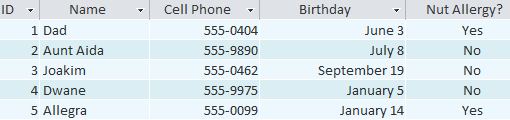 ID Name Cell Phone Birthday Nut Allergy?
1 Dad 555-0404 June 3 Yes
2 Aunt Aida 555-9890 July 8 No
3 Joakim 555-0462 September 19 No
4 Dwane 555-9975 January 5 No
5 Allegra 555-0099 January 14 Yes